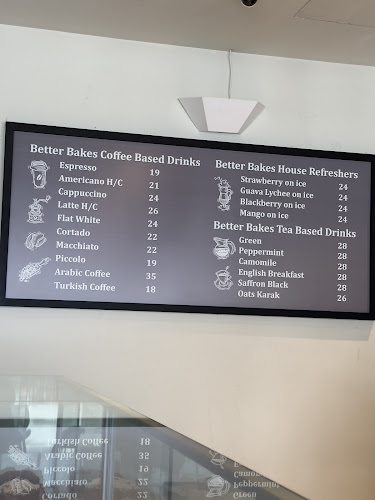 Better Bakes Coffee Based Drinks
Espresso 19
Americano H/C 21
Cappuccino 24
Latte H/C 26
Flat White 24
Cortado 22
Macchiato 22
Piccolo 19
Arabic Coffee 35
Turkish Coffee 18
Better Bakes House Refreshers
Strawberry on ice 24
Guava Lychee on ice 24
Blackberry on ice 24
Mango on ice 24
Better Bakes Tea Based Drinks
Green 28
Peppermint 28
Camomile 28
English Breakfast 28
Saffron Black 28
Oats Karak 26